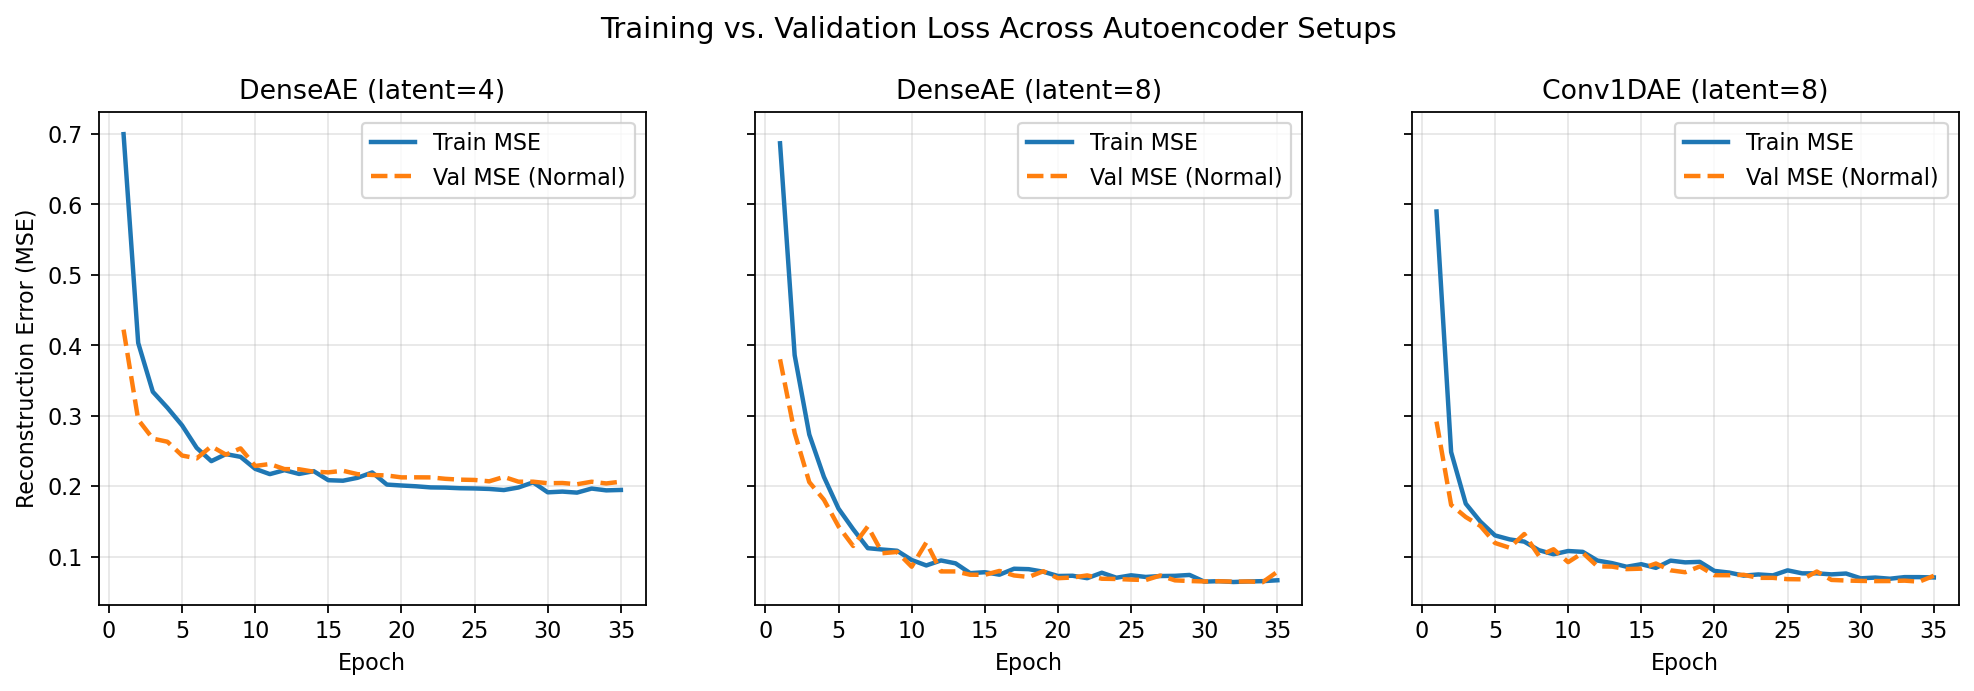 Training vs. Validation Loss Across Autoencoder Setups
DenseAE (latent=4)
Reconstruction Error (MSE)
0.7
0.6
0.5
0.4
0.3
0.2
0.1
Train MSE
Val MSE (Normal)
0 5 10 15 20 25 30 35
Epoch
DenseAE (latent=8)
Train MSE
Val MSE (Normal)
0 5 10 15 20 25 30 35
Epoch
Conv1DAE (latent=8)
Train MSE
Val MSE (Normal)
0 5 10 15 20 25 30 35
Epoch